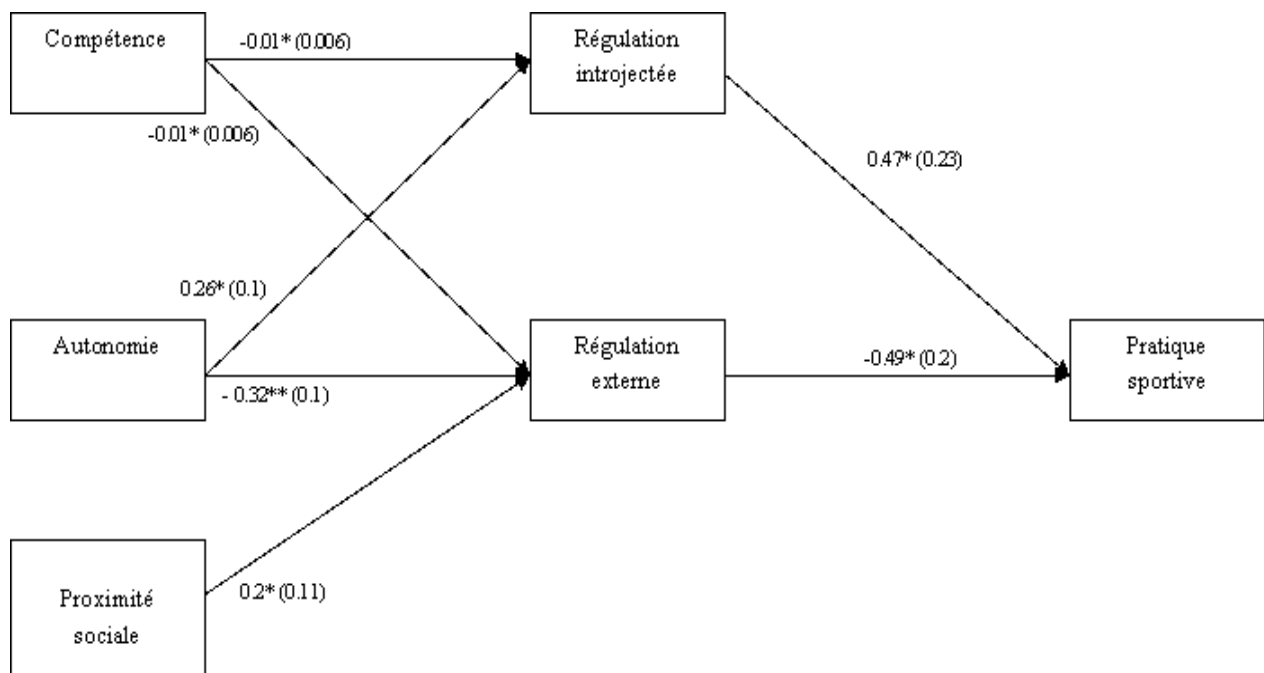 Compétence
-0.01* (0.006)
Régulation
introjectée
-0.01* (0.006)
0.47* (0.23)
0.26* (0.1)
Autonomie
- 0.32** (0.1)
Régulation
externe
-0.49* (0.2)
Pratique
sportive
Proximité
sociale
0.2* (0.11)